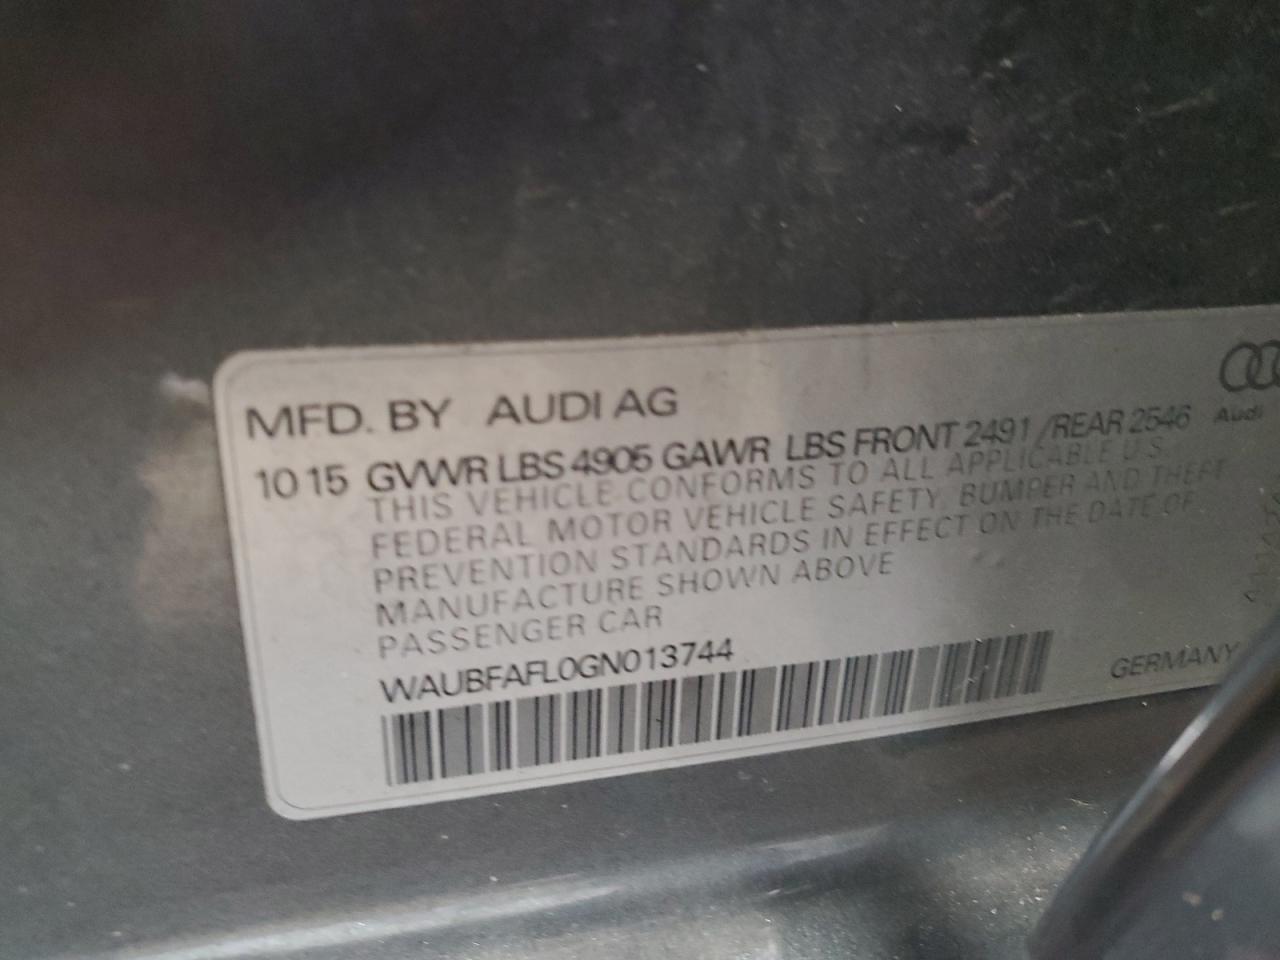 MFD. BY AUDI AG
Audi
10 15 GVWR LBS 4905 GAWR LBS FRONT 2491 /REAR 2546
THIS VEHICLE CONFORMS TO ALL APPLICABLE U.S.
FEDERAL MOTOR VEHICLE SAFETY, BUMPER AND THEFT
PREVENTION STANDARDS IN EFFECT ON THE DATE OF
MANUFACTURE SHOWN ABOVE
PASSENGER CAR
WAUBFAFL0GN013744
GERMANY